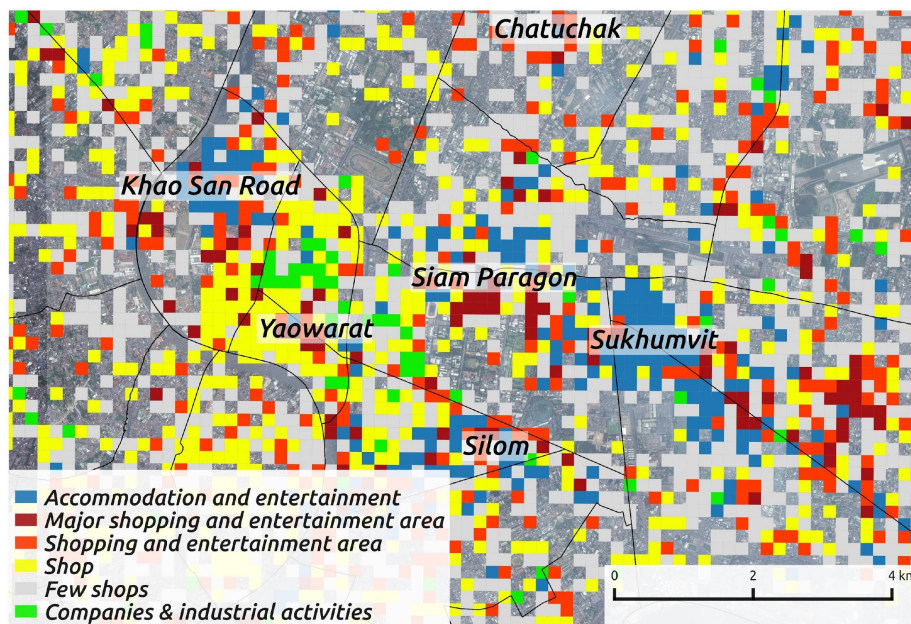 Chatuchak
Khao San Road
Siam Paragon
Yaowarat
Sukhumvit
Silom
Accommodation and entertainment
Major shopping and entertainment area
Shopping and entertainment area
Shop
Few shops
Companies & industrial activities
0 2 4 km